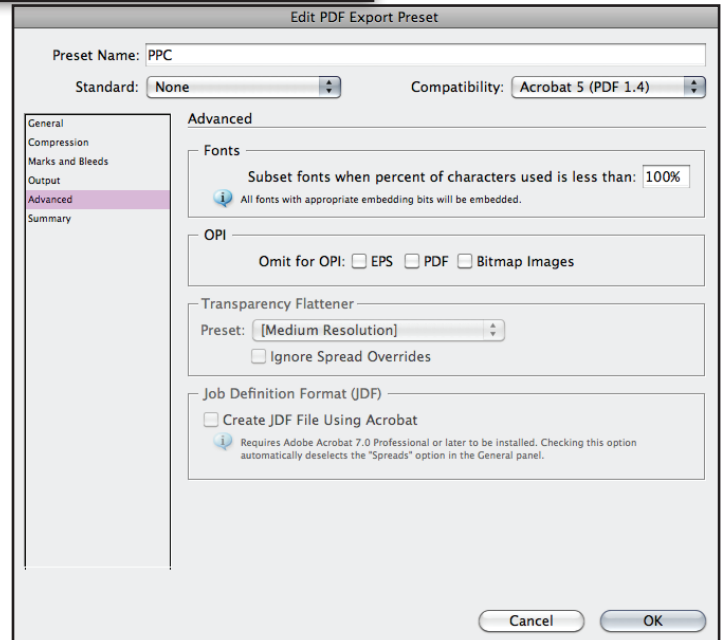 Edit PDF Export Preset
Preset Name: PPC
Standard: None Compatibility: Acrobat 5 (PDF 1.4)
General
Compression
Marks and Bleeds
Output
Advanced
Summary
Advanced
Fonts
Subset fonts when percent of characters used is less than: 100%
All fonts with appropriate embedding bits will be embedded.
OPI
Omit for OPI: EPS PDF Bitmap Images
Transparency Flattener
Preset: [Medium Resolution]
Ignore Spread Overrides
Job Definition Format (JDF)
Create JDF File Using Acrobat
Requires Adobe Acrobat 7.0 Professional or later to be installed. Checking this option
automatically deselects the "Spreads" option in the General panel.
Cancel OK